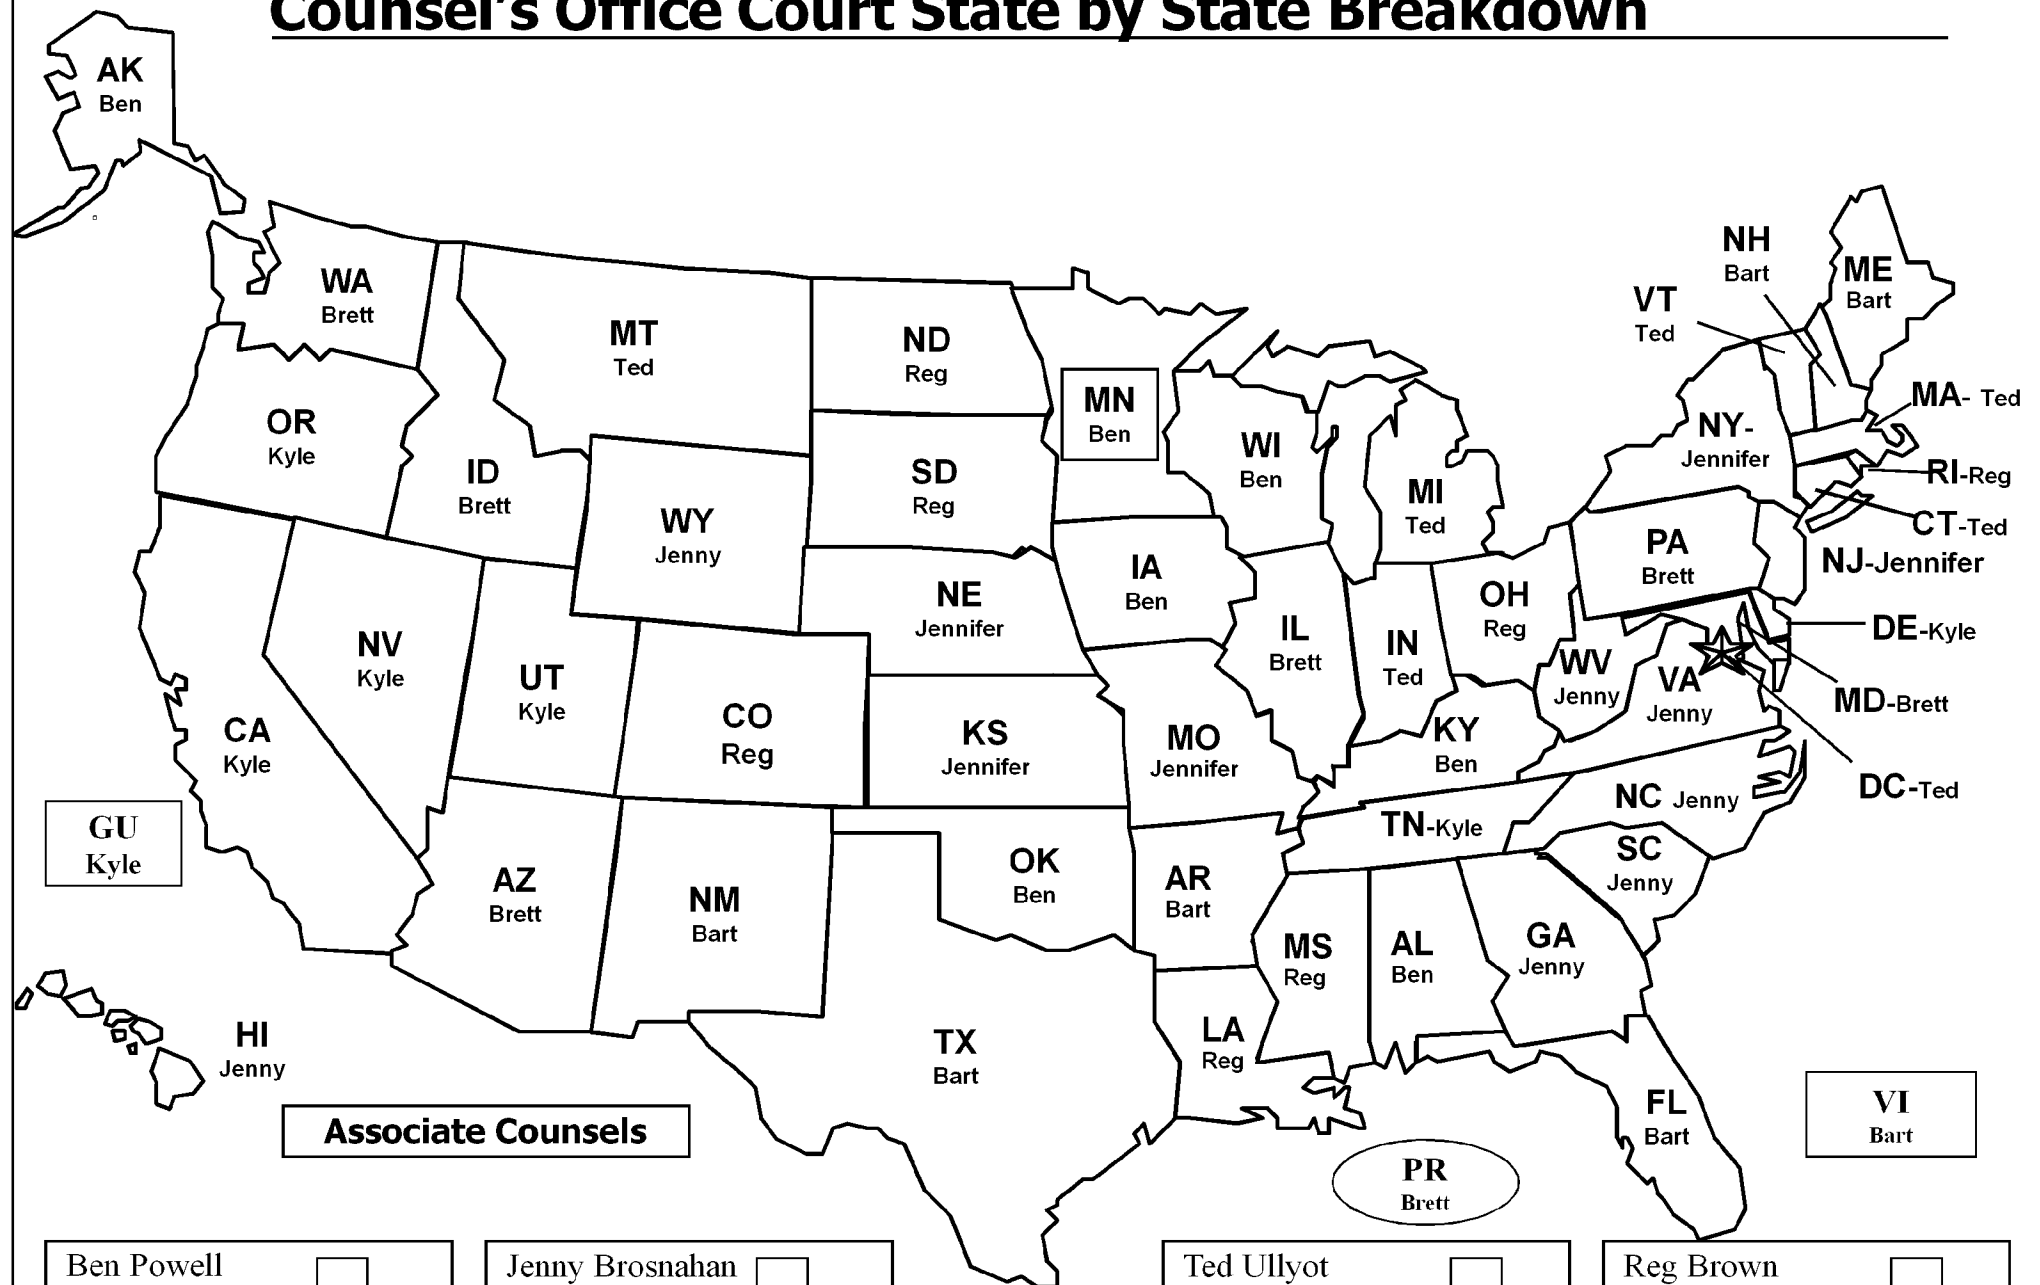 Counsel's Office Court State by State Breakdown
AK
Ben
WA
Brett
MT
Ted
ND
Reg
MN
Ben
NH
Bart
VT
Ted
ME
Bart
OR
Kyle
ID
Brett
SD
Reg
WI
Ben
MI
Ted
NY-
Jennifer
MA- Ted
RI-Reg
CT-Ted
WY
Jenny
PA
Brett
NJ-Jennifer
IA
Ben
NE
Jennifer
OH
Reg
DE-Kyle
NV
Kyle
UT
Kyle
IL
Brett
IN
Ted
WV
Jenny
VA
Jenny
MD-Brett
CA
Kyle
CO
Reg
KS
Jennifer
MO
Jennifer
KY
Ben
DC-Ted
GU
Kyle
TN-Kyle
NC Jenny
AZ
Brett
NM
Bart
OK
Ben
AR
Bart
SC
Jenny
MS
Reg
AL
Ben
GA
Jenny
HI
Jenny
TX
Bart
LA
Reg
FL
Bart
VI
Bart
Associate Counsels
PR
Brett
Ben Powell
Jenny Brosnahan
Ted Ullyot
Reg Brown